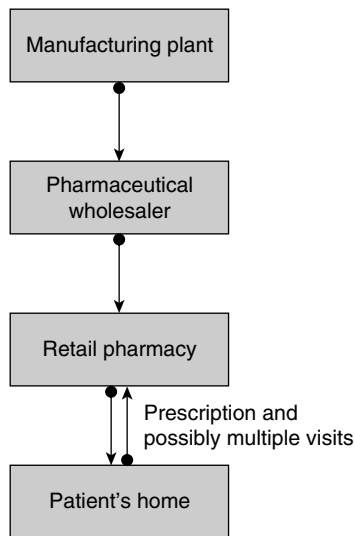 Manufacturing plant
Pharmaceutical
wholesaler
Retail pharmacy
Prescription and
possibly multiple visits
Patient's home